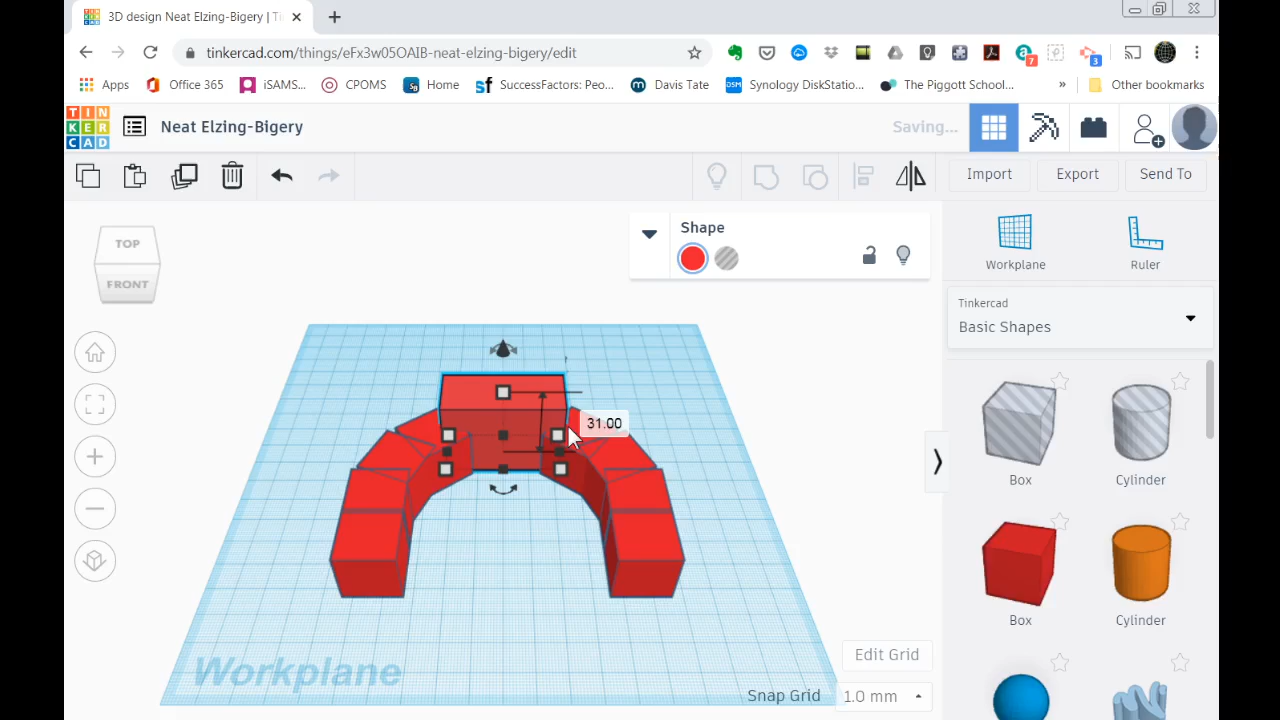 3D design Neat Elzing-Bigery | Ti
tinkercad.com/things/eFx3w05OAIB-neat-elzing-bigery/edit
7
3
Apps
Office 365
iSAMS...
CPOMS
Home
SuccessFactors: Peo...
Davis Tate
DSM
Synology DiskStatio...
The Piggott School...
»
Other bookmarks
TIN
KER
CAD
Neat Elzing-Bigery
Saving...
Import
Export
Send To
TOP
FRONT
Shape
Workplane
Ruler
Tinkercad
Basic Shapes
31.00
Box
Cylinder
Box
Cylinder
Workplane
Edit Grid
Snap Grid
1.0 mm